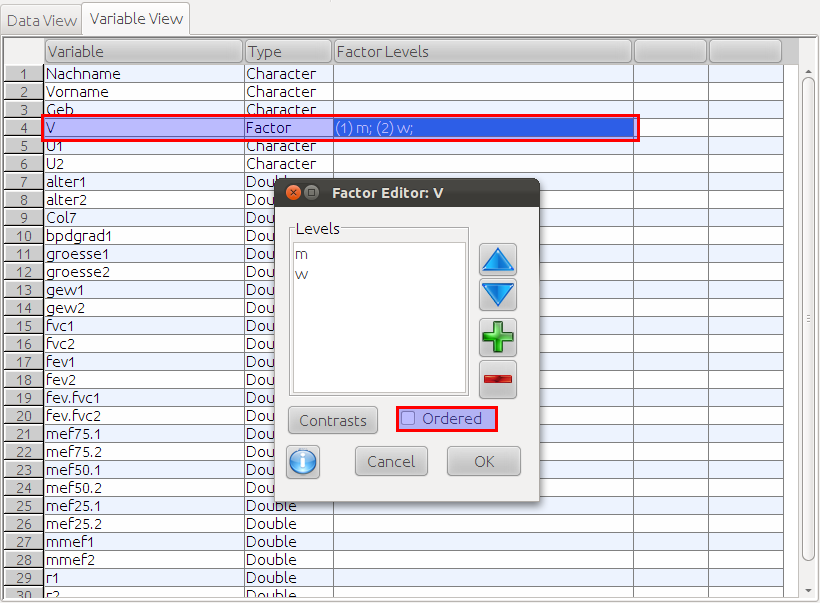 Data View Variable View
Variable Type Factor Levels
1 Nachname Character
2 Vorname Character
3 Geb Character
4 V Factor (1) m; (2) w;
5 U1 Character
6 U2 Character
7 alter1 Dou
8 alter2 Dou
9 Col7 Dou
10 bpdgrad1 Dou
11 groesse1 Dou
12 groesse2 Dou
13 gew1 Dou
14 gew2 Dou
15 fvc1 Dou
16 fvc2 Dou
17 fev1 Dou
18 fev2 Dou
19 fev.fvc1 Dou
20 fev.fvc2 Dou
21 mef75.1 Dou
22 mef75.2 Dou
23 mef50.1 Dou
24 mef50.2 Dou
25 mef25.1 Double
26 mef25.2 Double
27 mmef1 Double
28 mmef2 Double
29 r1 Double
30 r2 Double
Factor Editor: V
Levels
m
w
Contrasts Ordered
Cancel OK